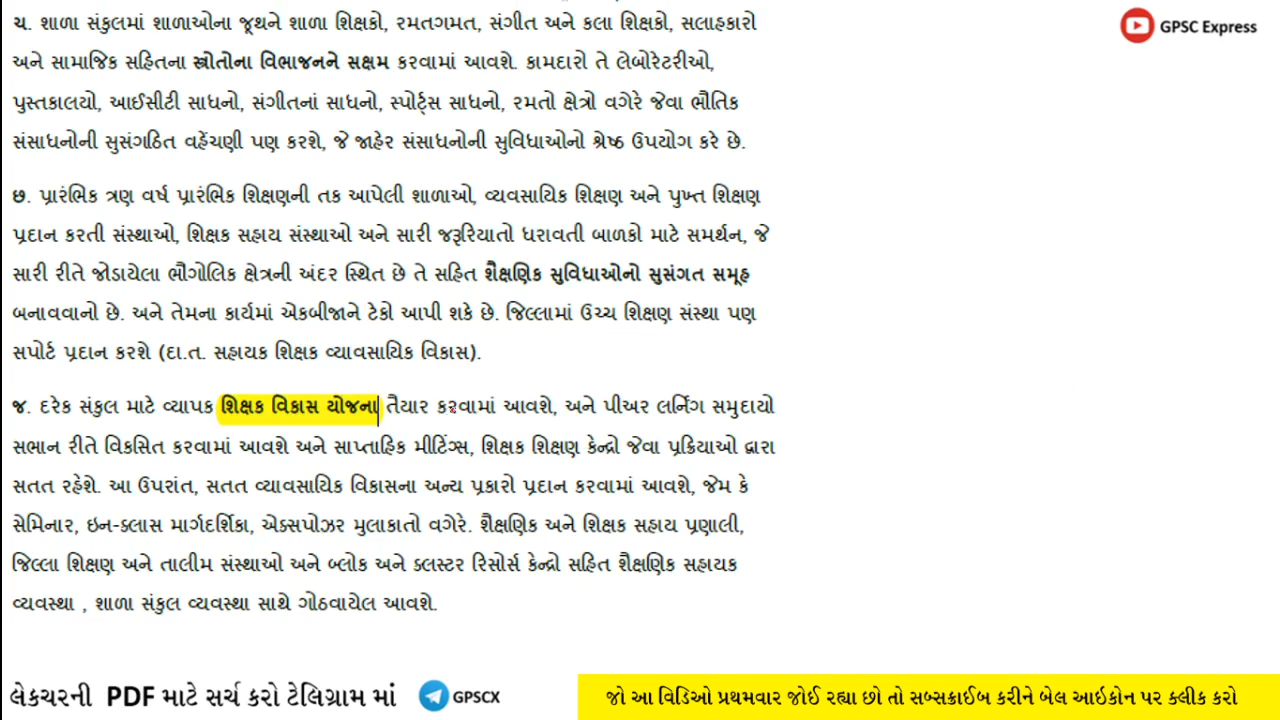 ચ. શાળા સંકુલમાં શાળાઓના જૂથને શાળા શિક્ષકો, રમતગમત, સંગીત અને કલા શિક્ષકો, સલાહકારો
અને સામાજિક સહિતના સ્ત્રોતોના વિભાજનને સક્ષમ કરવામાં આવશે. કામદારો તે લેબોરેટરીઓ,
પુસ્તકાલયો, આઈસીટી સાધનો, સંગીતનાં સાધનો, સ્પોર્ટ્સ સાધનો, રમતો ક્ષેત્રો વગેરે જેવા ભૌતિક
સંસાધનોની સુસંગઠિત વહેંચણી પણ કરશે, જે જાહેર સંસાધનોની સુવિધાઓનો શ્રેષ્ઠ ઉપયોગ કરે છે.
છ. પ્રારંભિક ત્રણ વર્ષ પ્રારંભિક શિક્ષણની તક આપેલી શાળાઓ, વ્યવસાયિક શિક્ષણ અને પુખ્ત શિક્ષણ
પ્રદાન કરતી સંસ્થાઓ, શિક્ષક સહાય સંસ્થાઓ અને સારી જરૂરિયાતો ધરાવતી બાળકો માટે સમર્થન, જે
સારી રીતે જોડાયેલા ભૌગોલિક ક્ષેત્રની અંદર સ્થિત છે તે સહિત શૈક્ષણિક સુવિધાઓનો સુસંગત સમૂહ
બનાવવાનો છે. અને તેમના કાર્યમાં એકબીજાને ટેકો આપી શકે છે. જિલ્લામાં ઉચ્ચ શિક્ષણ સંસ્થા પણ
સપોર્ટ પ્રદાન કરશે (દા.ત. સહાયક શિક્ષક વ્યાવસાયિક વિકાસ).
જ. દરેક સંકુલ માટે વ્યાપક શિક્ષક વિકાસ યોજના તૈયાર કરવામાં આવશે, અને પીઅર લર્નિંગ સમુદાયો
સભાન રીતે વિકસિત કરવામાં આવશે અને સાપ્તાહિક મીટિંગ્સ, શિક્ષક શિક્ષણ કેન્દ્રો જેવા પ્રક્રિયાઓ દ્વારા
સતત રહેશે. આ ઉપરાંત, સતત વ્યાવસાયિક વિકાસના અન્ય પ્રકારો પ્રદાન કરવામાં આવશે, જેમ કે
સેમિનાર, ઇન-ક્લાસ માર્ગદર્શિકા, એક્સપોઝર મુલાકાતો વગેરે. શૈક્ષણિક અને શિક્ષક સહાય પ્રણાલી,
જિલ્લા શિક્ષણ અને તાલીમ સંસ્થાઓ અને બ્લોક અને ક્લસ્ટર રિસોર્સ કેન્દ્રો સહિત શૈક્ષણિક સહાયક
વ્યવસ્થા , શાળા સંકુલ વ્યવસ્થા સાથે ગોઠવાયેલ આવશે.
GPSC Express
લેકચરની PDF માટે સર્ચ કરો ટેલિગ્રામ માં GPSCX
જો આ વિડિઓ પ્રથમવાર જોઈ રહ્યા છો તો સબ્સક્રાઈબ કરીને બેલ આઇકોન પર ક્લીક કરો